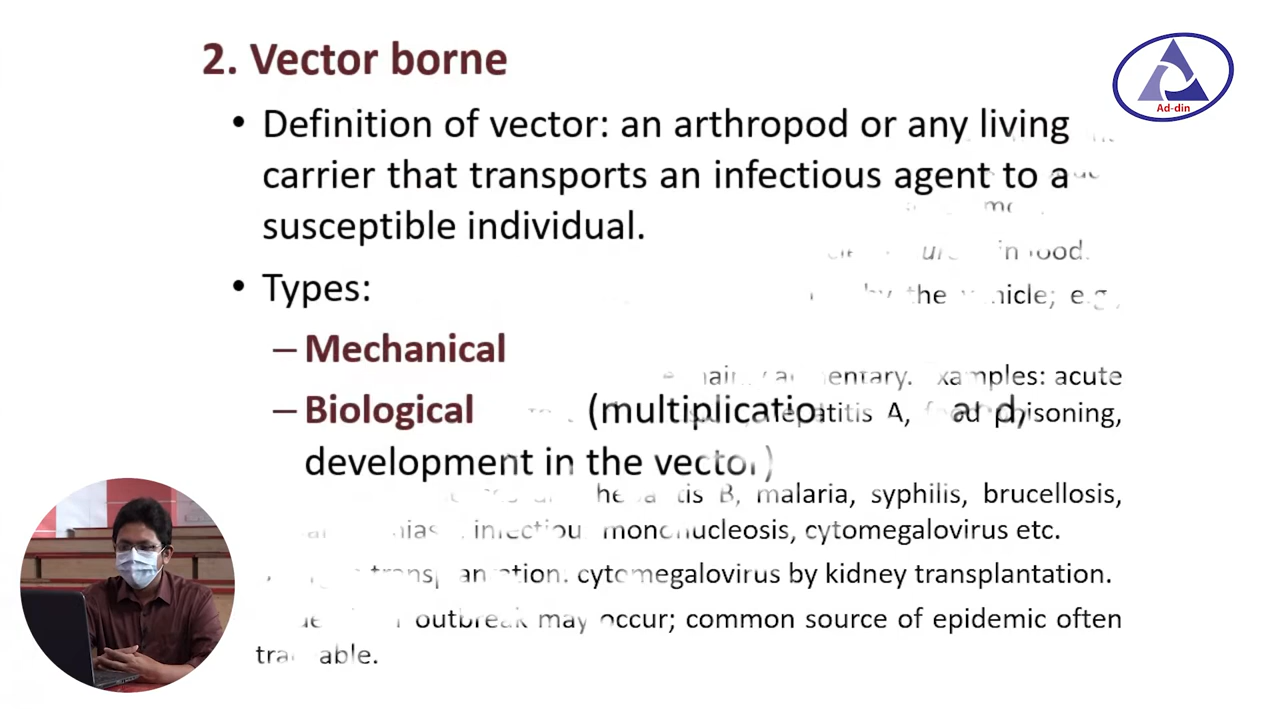 2. Vector borne
Ad-din
• Definition of vector: an arthropod or any living
carrier that transports an infectious agent to a
susceptible individual.
in food.
• Types:
by the vehicle; e.g.,
– Mechanical
Examples: acute
– Biological (multiplication and
hepatitis A, food poisoning,
development in the vector)
hepatitis B, malaria, syphilis, brucellosis,
infectious mononucleosis, cytomegalovirus etc.
transplantation. cytomegalovirus by kidney transplantation.
outbreak may occur; common source of epidemic often
traceable.